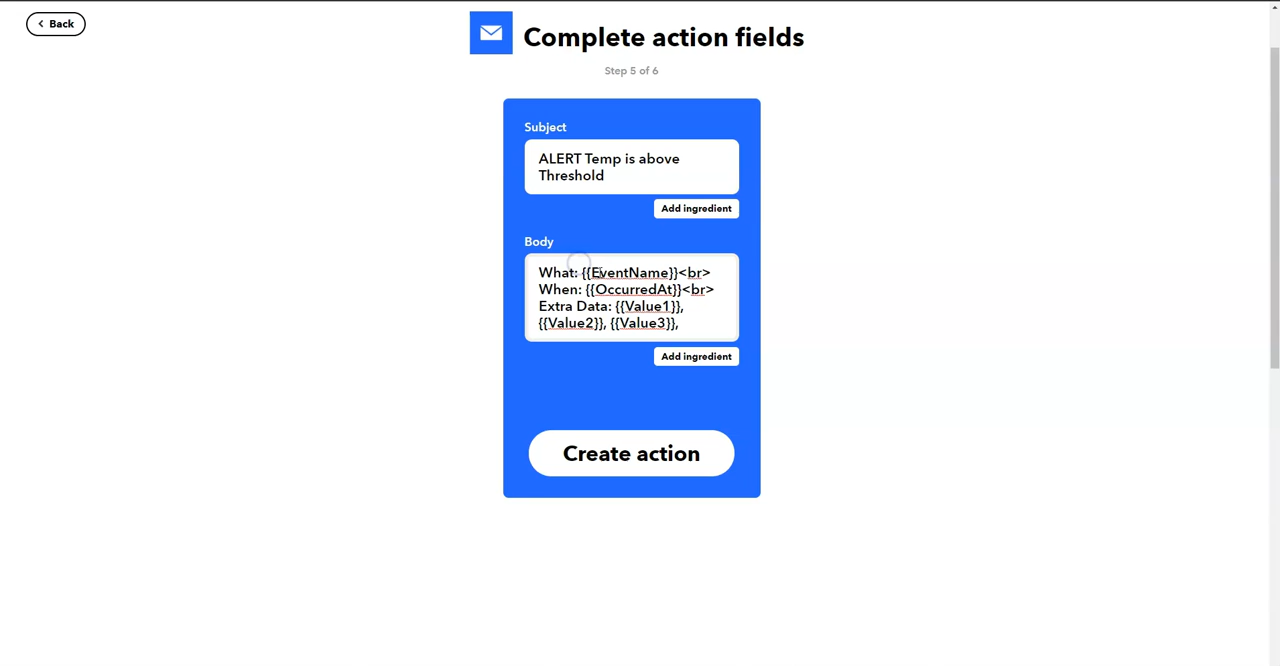 Back
Complete action fields
Step 5 of 6
Subject
ALERT Temp is above
Threshold
Add ingredient
Body
What: {{EventName}}<br>
When: {{OccurredAt}}<br>
Extra Data: {{Value1}},
{{Value2}}, {{Value3}},
Add ingredient
Create action